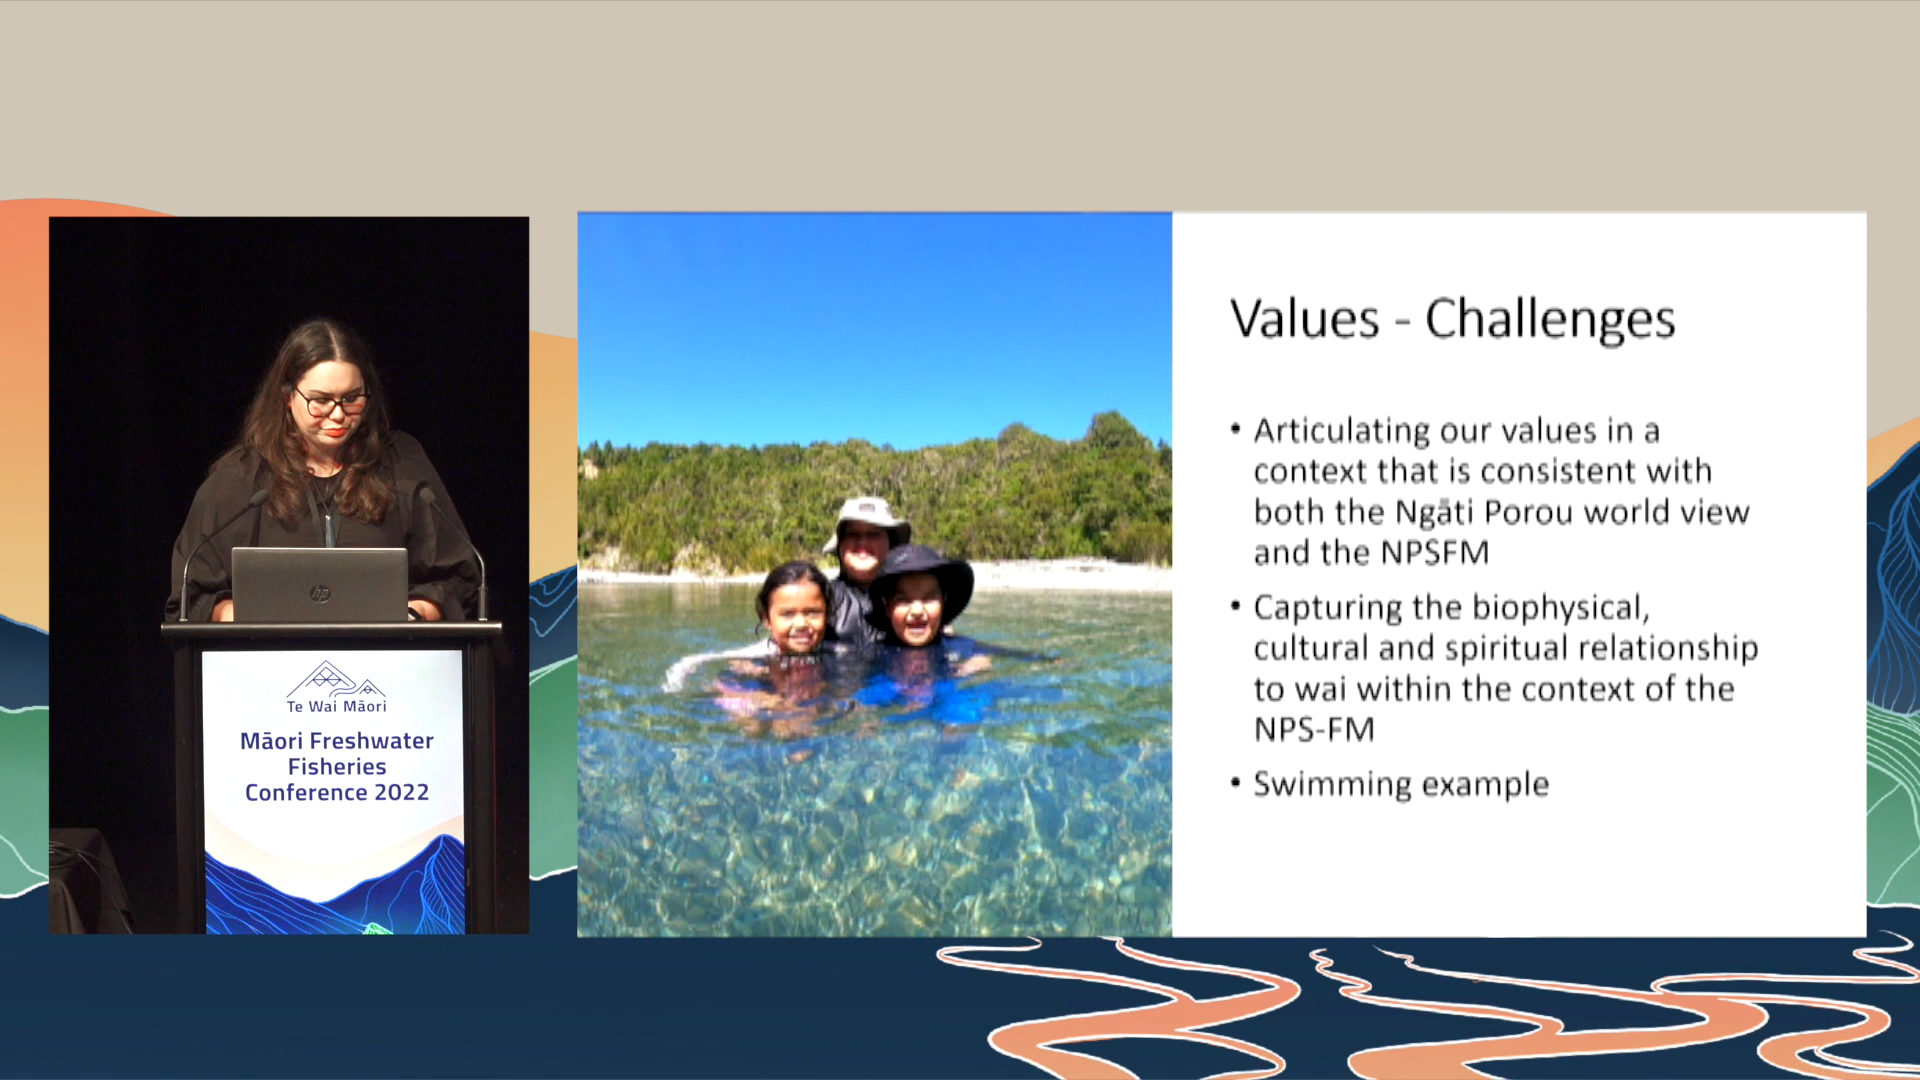 hp
Te Wai Māori
Māori Freshwater
Fisheries
Conference 2022
Values - Challenges
• Articulating our values in a
context that is consistent with
both the Ngāti Porou world view
and the NPSFM
• Capturing the biophysical,
cultural and spiritual relationship
to wai within the context of the
NPS-FM
• Swimming example